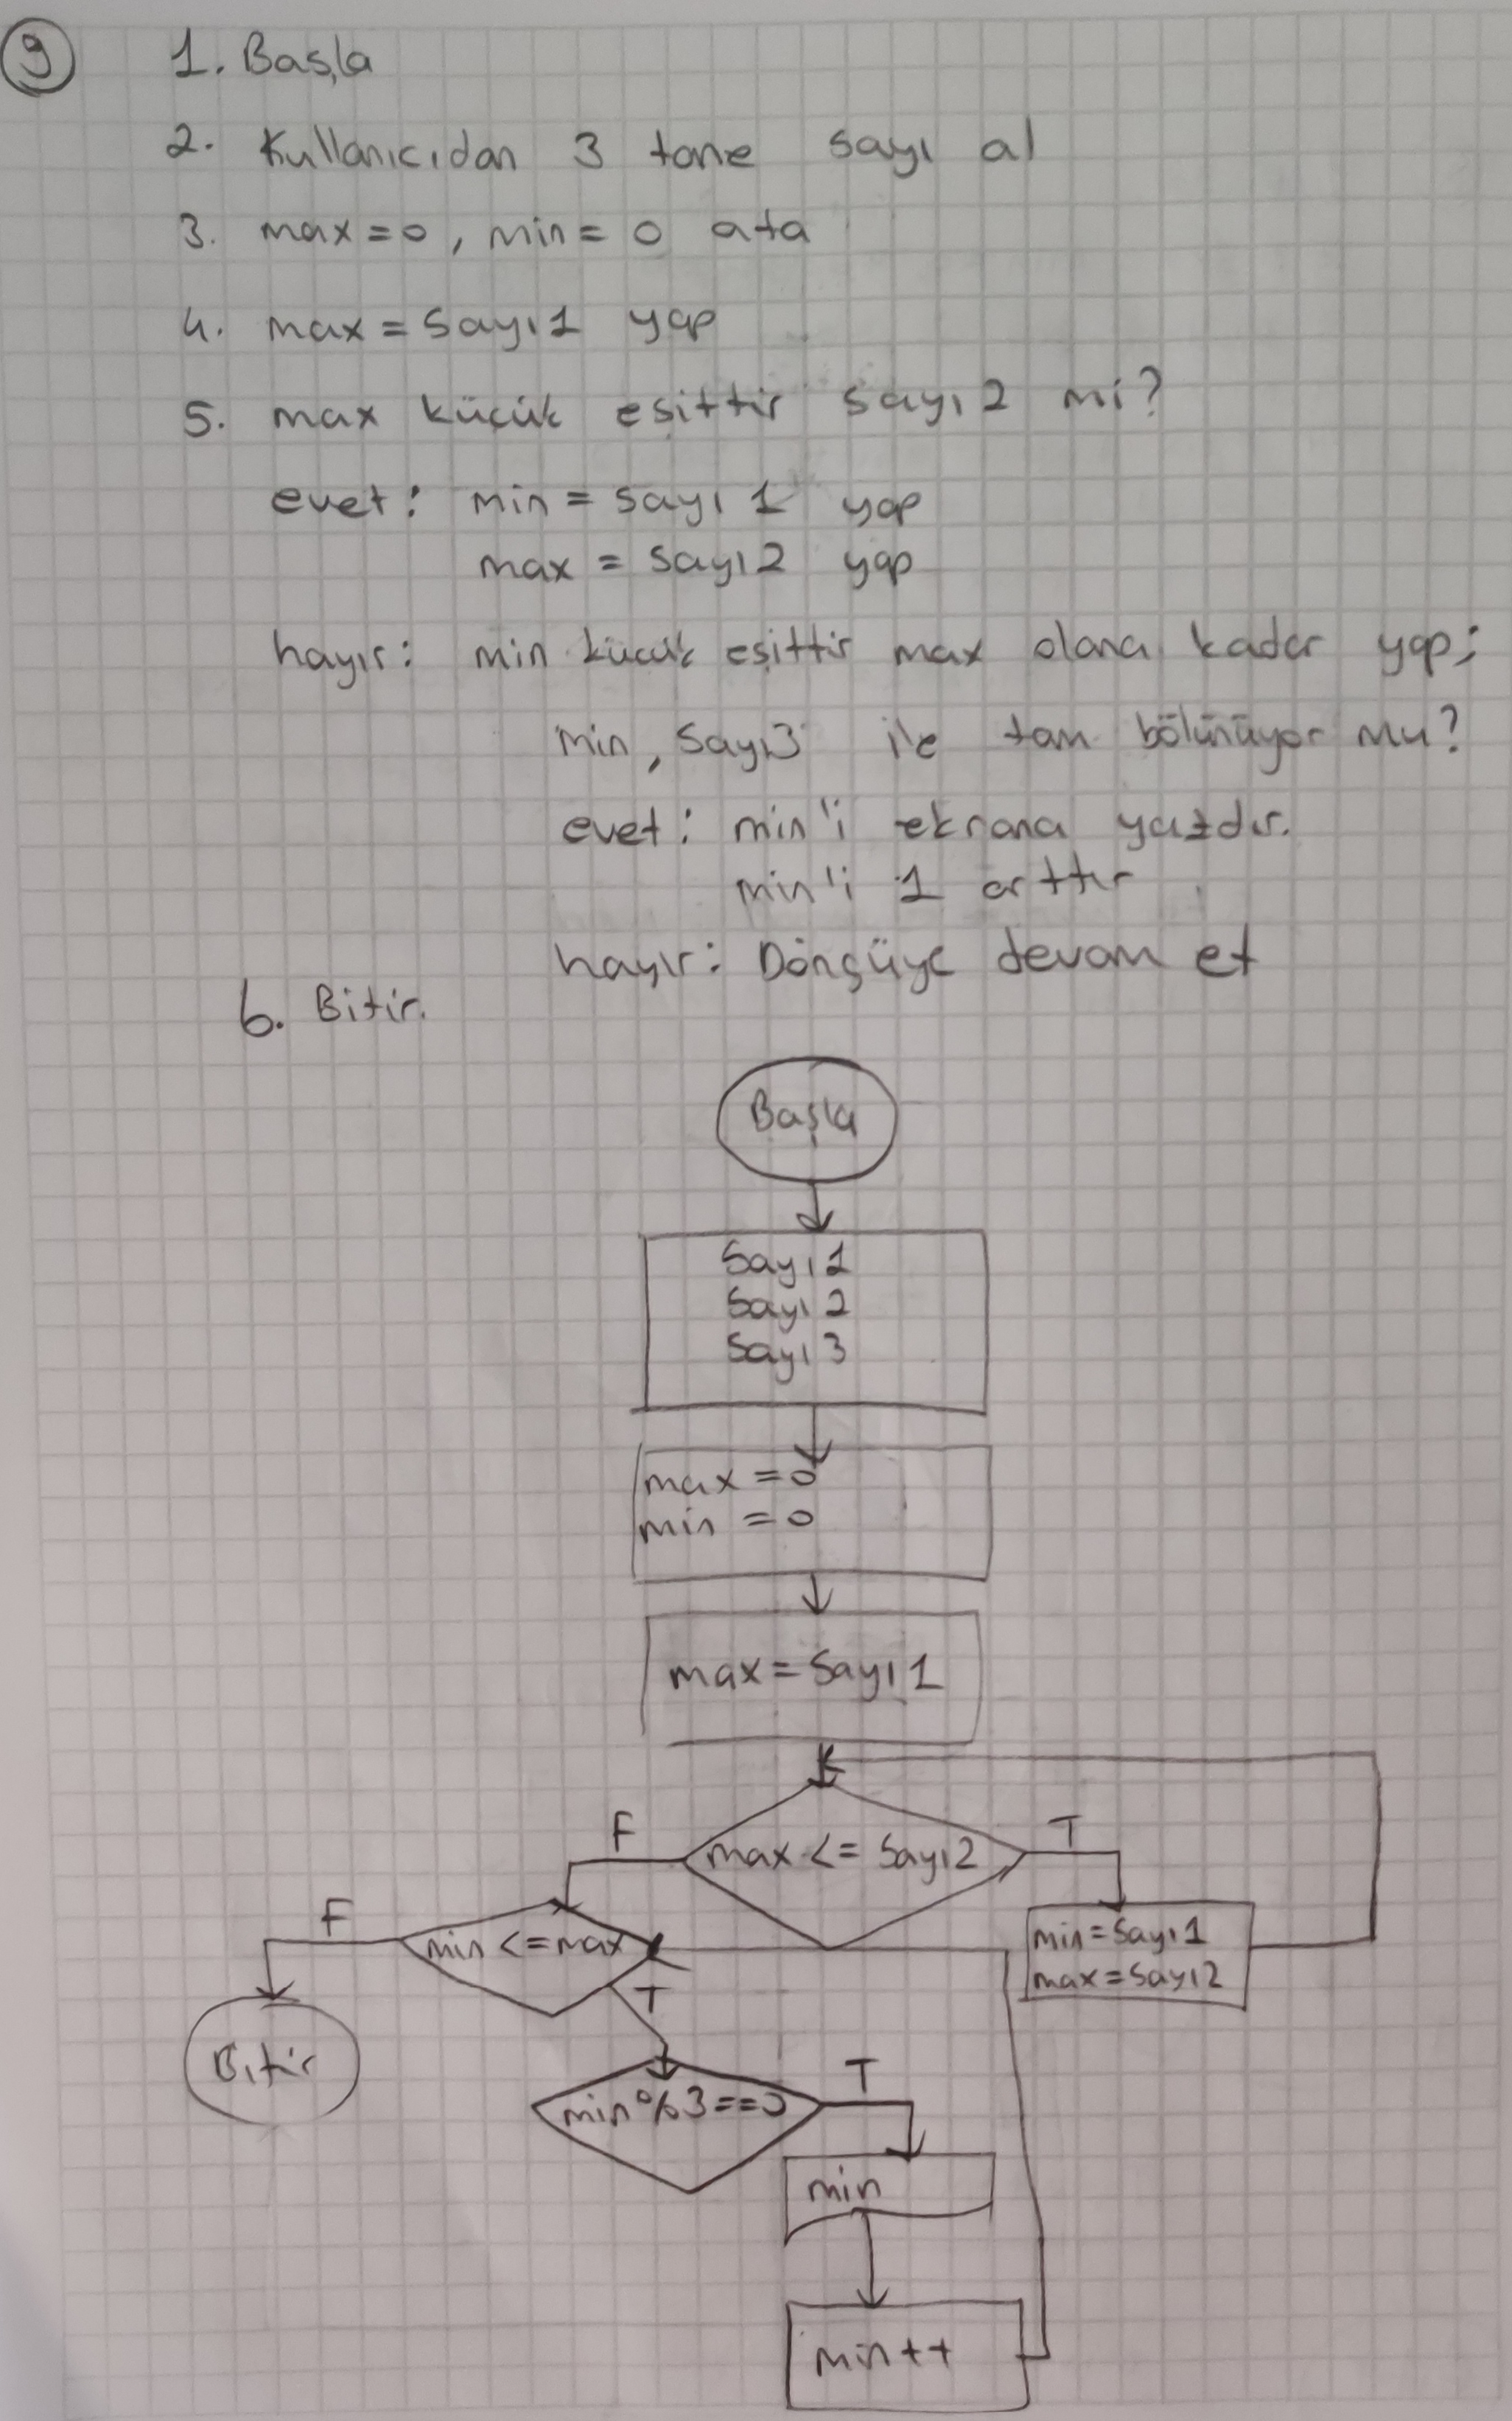 9
1. Başla
2. Kullanıcıdan 3 tane sayı al
3. max=0, min=0 ata
4. max=sayı1 yap
5. max küçük eşittir sayı2 mi?
evet: min = sayı 1 yap
max = sayı2 yap
hayır: min küçük eşittir max olana kadar yap;
min, sayı3 ile tam bölünüyor mu?
evet: min'i ekrana yazdır.
min'i 1 arttır
hayır: Döngüye devam et
6. Bitir.
Başla
Sayı1
Sayı2
Sayı3
max=0
min=0
max=Sayı1
F
max<=Sayı2
T
F
min<=max
T
min=Sayı1
max=Sayı2
Bitir
min%3==0
T
min
min++